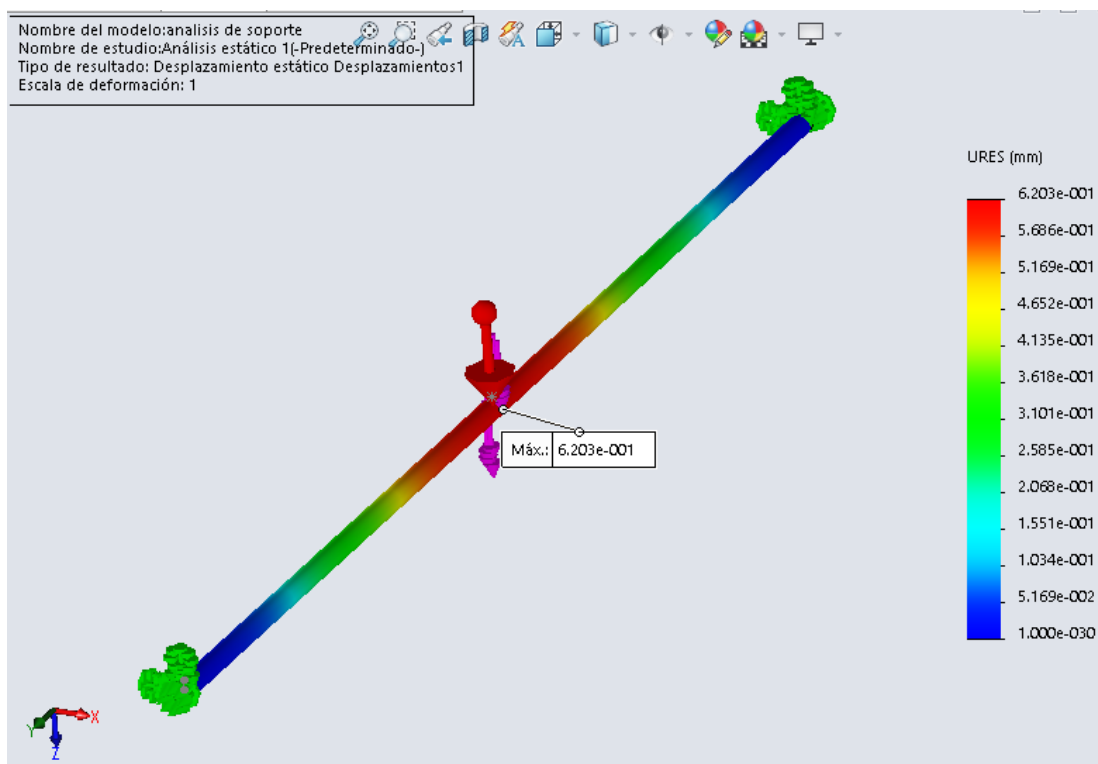 Nombre del modelo:analisis de soporte
Nombre de estudio:Análisis estático 1(-Predeterminado-)
Tipo de resultado: Desplazamiento estático Desplazamientos1
Escala de deformación: 1
URES (mm)
6.203e-001
5.686e-001
5.169e-001
4.652e-001
4.135e-001
3.618e-001
3.101e-001
2.585e-001
2.068e-001
1.551e-001
1.034e-001
5.169e-002
1.000e-030
Máx.: 6.203e-001
X
Y
Z